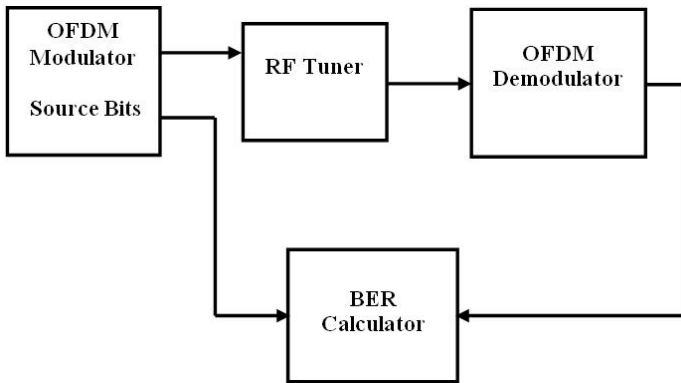 OFDM
Modulator
Source Bits
RF Tuner
OFDM
Demodulator
BER
Calculator